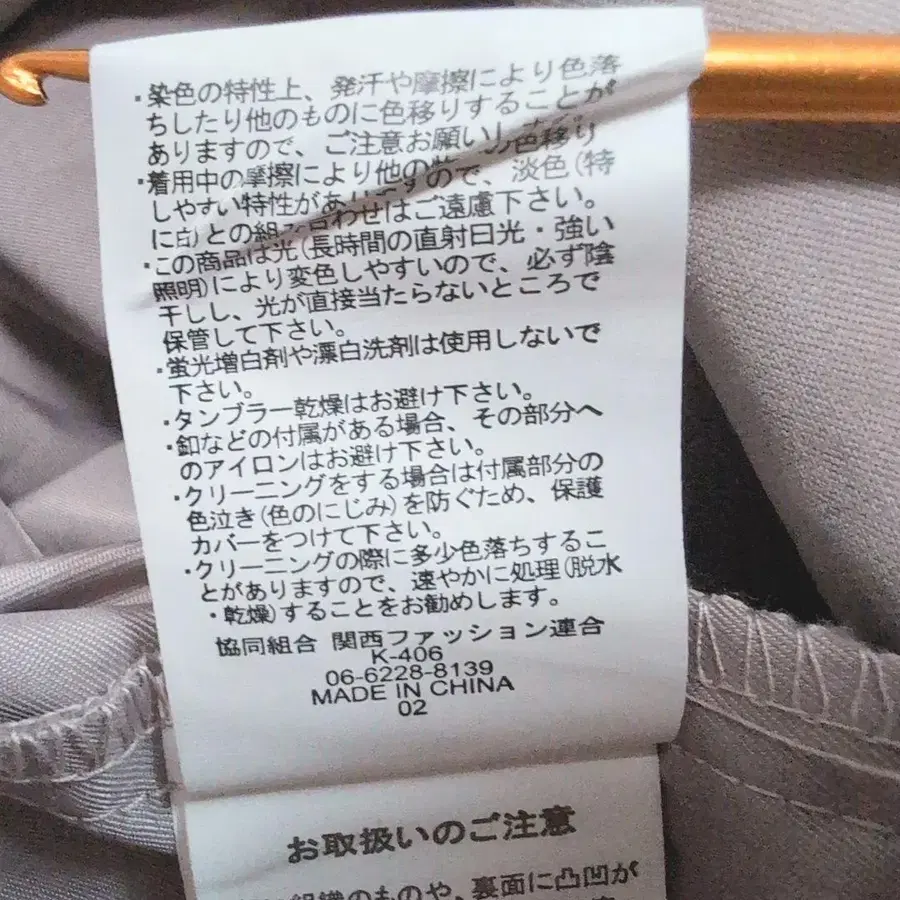 ・染色の特性上、発汗や摩擦により色落
ちしたり他のものに色移りすることが
ありますので、ご注意お願いし
・着用中の摩擦により他の の色移り
しやすい特性があ ますので、淡色(特
に白)との組み合わせはご遠慮下さい。
・この商品は光(長時間の直射日光・強い
照明)により変色しやすいので、必ず陰
干しし、光が直接当たらないところで
保管して下さい。
・蛍光増白剤や漂白洗剤は使用しないで
下さい。
・タンブラー乾燥はお避け下さい。
・釦などの付属がある場合、その部分へ
のアイロンはお避け下さい。
・クリーニングをする場合は付属部分の
色泣き(色のにじみ)を防ぐため、保護
カバーをつけて下さい。
・クリーニングの際に多少色落ちするこ
とがありますので、速やかに処理(脱水
・乾燥)することをお勧めします。
協同組合 関西ファッション連合
K-406
06-6228-8139
MADE IN CHINA
02
お取扱いのご注意
組織のものや、裏面に凸凹が